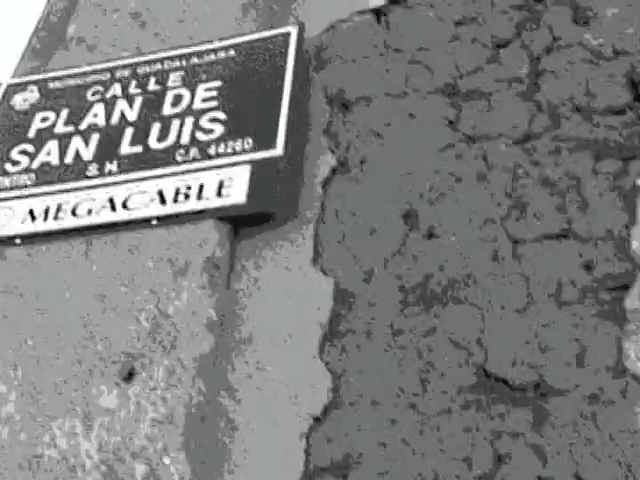 MUNICIPIO DE GUADALAJARA
CALLE
PLAN DE
SAN LUIS
S.H. C.P. 44260
MEGACABLE